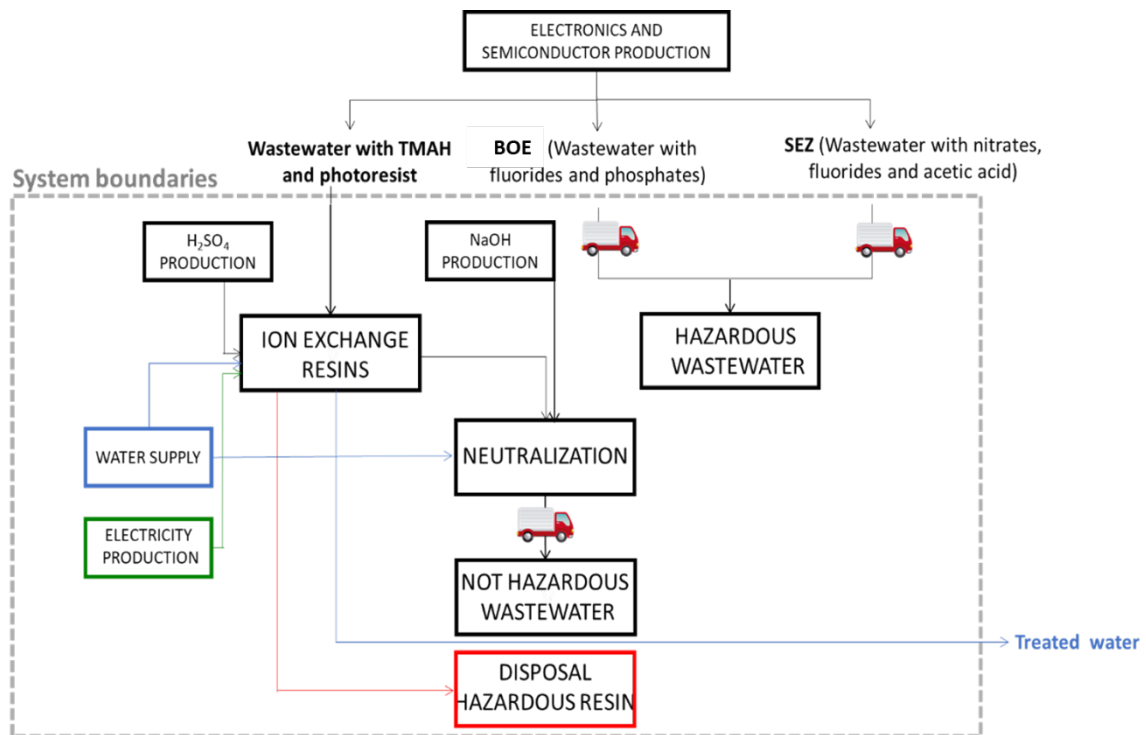 ELECTRONICS AND
SEMICONDUCTOR PRODUCTION
Wastewater with TMAH
and photoresist
BOE (Wastewater with
fluorides and phosphates)
SEZ (Wastewater with nitrates,
fluorides and acetic acid)
System boundaries
H₂SO₄
PRODUCTION
NaOH
PRODUCTION
ION EXCHANGE
RESINS
HAZARDOUS
WASTEWATER
WATER SUPPLY
NEUTRALIZATION
ELECTRICITY
PRODUCTION
NOT HAZARDOUS
WASTEWATER
Treated water
DISPOSAL
HAZARDOUS RESIN